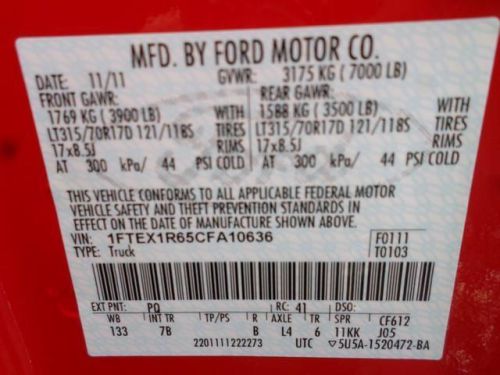 MFD. BY FORD MOTOR CO.
DATE: 11/11 GVWR: 3175 KG ( 7000 LB)
FRONT GAWR: REAR GAWR:
1769 KG ( 3900 LB) WITH 1588 KG ( 3500 LB) WITH
LT315/70R17D 121/118S TIRES LT315/70R17D 121/118S TIRES
17x8.5J RIMS 17x8.5J RIMS
AT 300 kPa/ 44 PSI COLD AT 300 kPa/ 44 PSI COLD
THIS VEHICLE CONFORMS TO ALL APPLICABLE FEDERAL MOTOR
VEHICLE SAFETY AND THEFT PREVENTION STANDARDS IN
EFFECT ON THE DATE OF MANUFACTURE SHOWN ABOVE.
VIN: 1FTEX1R65CFA10636 F0111
TYPE: Truck T0103
EXT PNT: PQ RC: 41 DSO:
WB INT TR TP/PS R AXLE TR SPR CF612
133 7B B L4 6 11KK J05
2201111222273 UTC ▽5U5A-1520472-BA